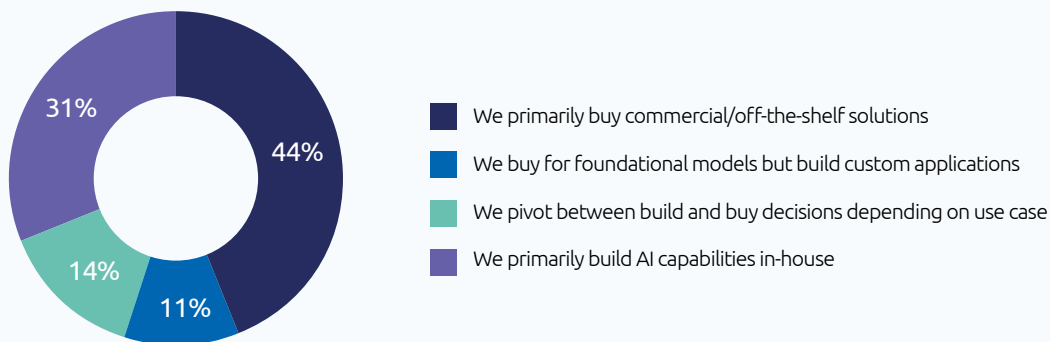 31%
44%
14%
11%
We primarily buy commercial/off-the-shelf solutions
We buy for foundational models but build custom applications
We pivot between build and buy decisions depending on use case
We primarily build AI capabilities in-house